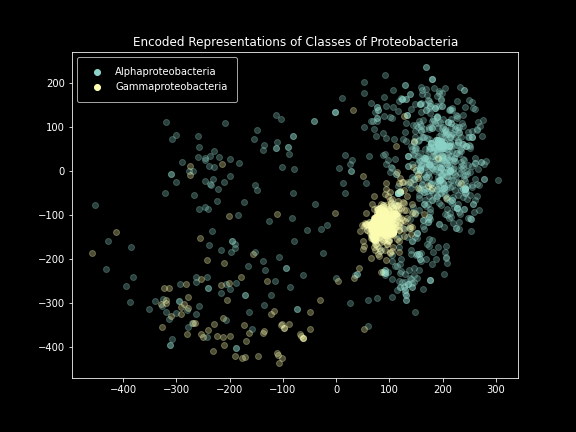 Encoded Representations of Classes of Proteobacteria
Alphaproteobacteria
Gammaproteobacteria
200
100
0
−100
−200
−300
−400
−400 −300 −200 −100 0 100 200 300